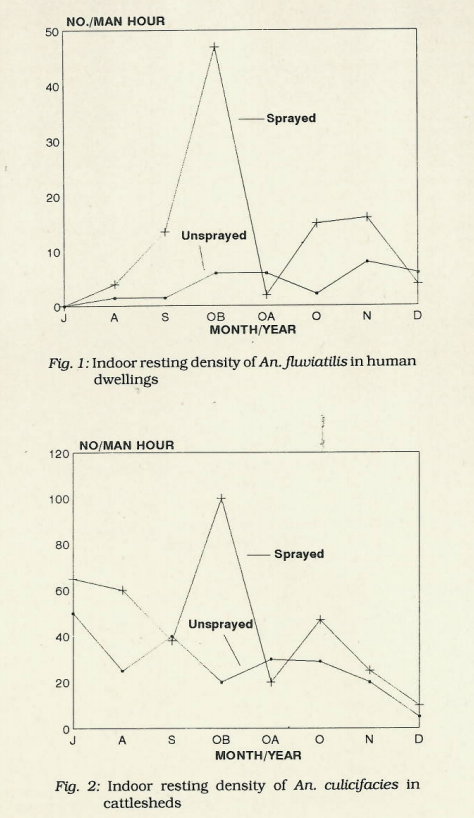 NO./MAN HOUR
50
40
30
20
10
0
Sprayed
Unsprayed
J A S OB OA O N D
MONTH/YEAR
Fig. 1: Indoor resting density of An. fluviatilis in human
dwellings
NO/MAN HOUR
120
100
80
60
40
20
0
Sprayed
Unsprayed
J A S OB OA O N D
MONTH/YEAR
Fig. 2: Indoor resting density of An. culicifacies in
cattlesheds